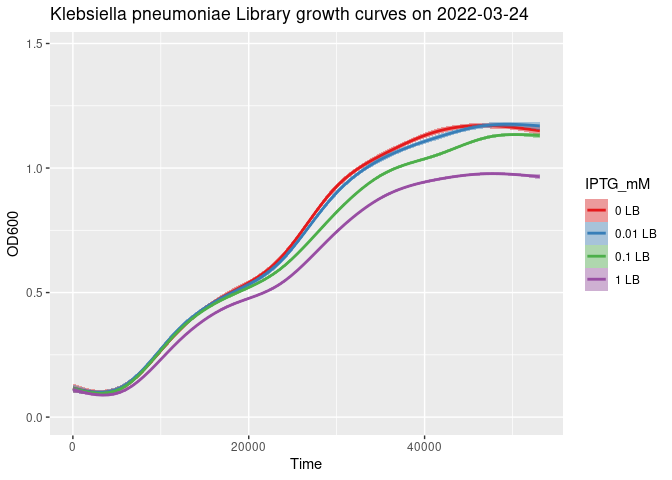 Klebsiella pneumoniae Library growth curves on 2022-03-24
1.5
1.0
0.5
0.0
OD600
0
20000
40000
Time
IPTG_mM
0 LB
0.01 LB
0.1 LB
1 LB